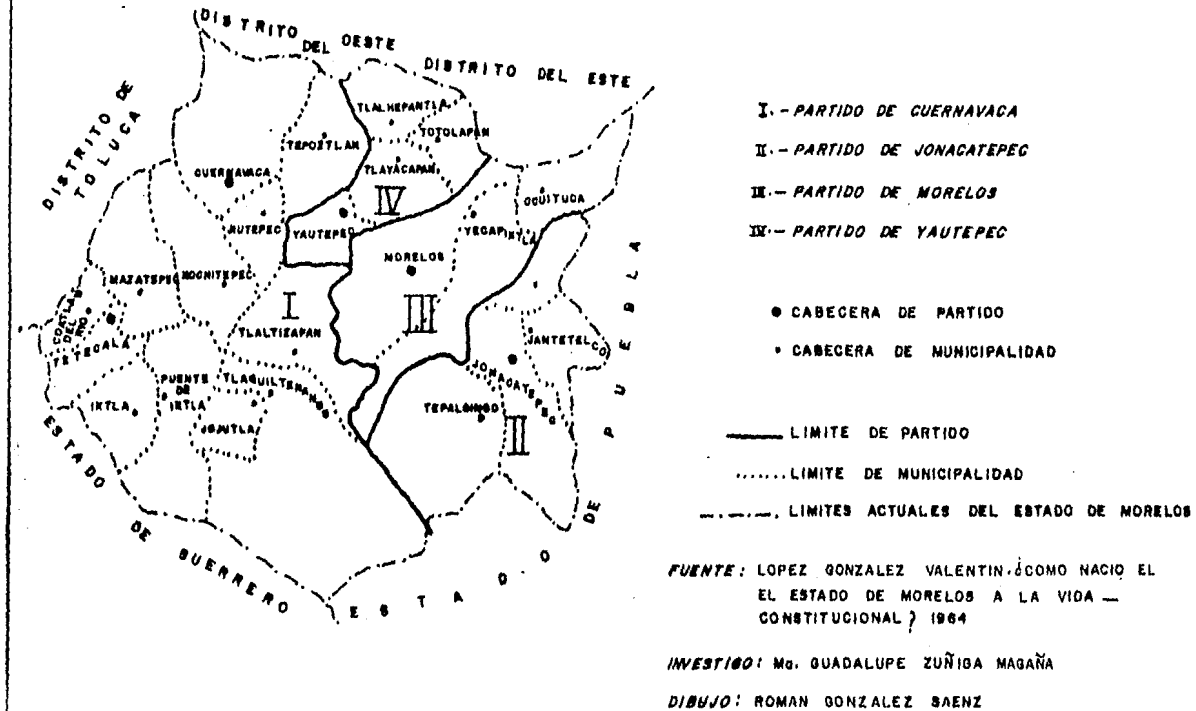 DISTRITO
DEL OESTE
DISTRITO DEL ESTE
DISTRITO DE
TOLUCA
TLALNEPANTLA
TOTOLAPAN
TEPOZTLAN
TLAYACAPAN
CUERNAVACA
IV
OCUITUCA
JIUTEPEC
YAUTEPEC
YECAPIXTLA
MORELOS
MAZATEPEC
XOCHITEPEC
I
III
COATLAN
DEL
RIO
TLALTIZAPAN
JANTETELCO
TETECALA
JONACATEPEC
PUENTE
DE
IXTLA
TLAQUILTENANGO
IXTLA
TEPALCINGO
JOJUTLA
II
ESTADO
DE GUERRERO
ESTADO DE PUEBLA
I.- PARTIDO DE CUERNAVACA
II.- PARTIDO DE JONACATEPEC
III.- PARTIDO DE MORELOS
IV.- PARTIDO DE YAUTEPEC
CABECERA DE PARTIDO
CABECERA DE MUNICIPALIDAD
LIMITE DE PARTIDO
LIMITE DE MUNICIPALIDAD
LIMITES ACTUALES DEL ESTADO DE MORELOS
FUENTE: LOPEZ GONZALEZ VALENTIN.¿COMO NACIO EL
EL ESTADO DE MORELOS A LA VIDA —
CONSTITUCIONAL? 1964
INVESTIGO: Ma. GUADALUPE ZUÑIGA MAGAÑA
DIBUJO: ROMAN GONZALEZ SAENZ